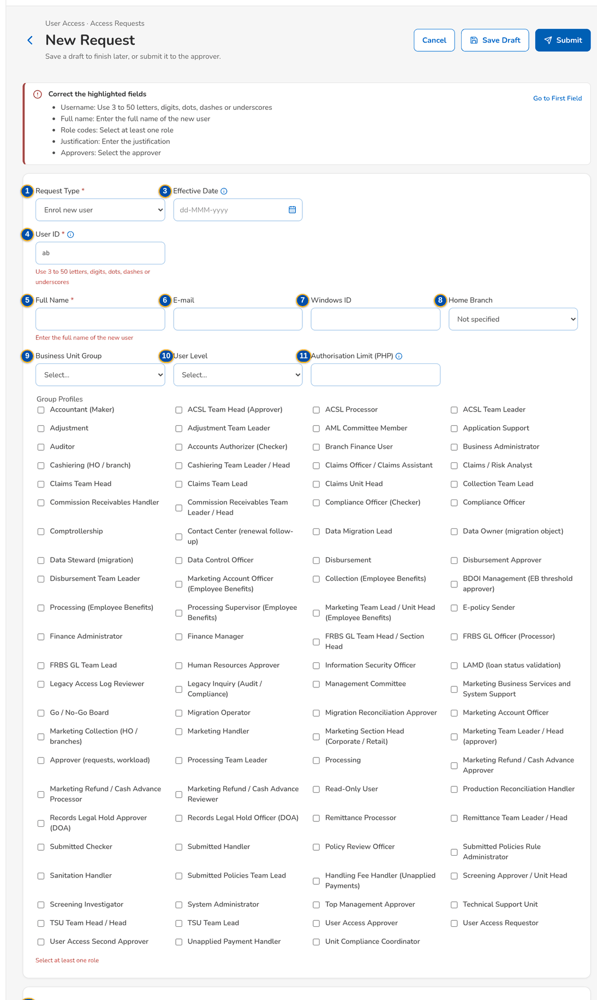 User Access · Access Requests
New Request
Save a draft to finish later, or submit it to the approver.
Cancel
Save Draft
Submit
Correct the highlighted fields
Go to First Field
• Username: Use 3 to 50 letters, digits, dots, dashes or underscores
• Full name: Enter the full name of the new user
• Role codes: Select at least one role
• Justification: Enter the justification
• Approvers: Select the approver
1 Request Type *
3 Effective Date
Enrol new user
dd-MMM-yyyy
4 User ID *
ab
Use 3 to 50 letters, digits, dots, dashes or
underscores
5 Full Name *
6 E-mail
7 Windows ID
8 Home Branch
Not specified
Enter the full name of the new user
9 Business Unit Group
10 User Level
11 Authorisation Limit (PHP)
Select...
Select...
Group Profiles
Accountant (Maker)
ACSL Team Head (Approver)
ACSL Processor
ACSL Team Leader
Adjustment
Adjustment Team Leader
AML Committee Member
Application Support
Auditor
Accounts Authorizer (Checker)
Branch Finance User
Business Administrator
Cashiering (HO / branch)
Cashiering Team Leader / Head
Claims Officer / Claims Assistant
Claims / Risk Analyst
Claims Team Head
Claims Team Lead
Claims Unit Head
Collection Team Lead
Commission Receivables Handler
Commission Receivables Team
Leader / Head
Compliance Officer (Checker)
Compliance Officer
Comptrollership
Contact Center (renewal follow-
up)
Data Migration Lead
Data Owner (migration object)
Data Steward (migration)
Data Control Officer
Disbursement
Disbursement Approver
Disbursement Team Leader
Marketing Account Officer
(Employee Benefits)
Collection (Employee Benefits)
BDOI Management (EB threshold
approver)
Processing (Employee Benefits)
Processing Supervisor (Employee
Benefits)
Marketing Team Lead / Unit Head
(Employee Benefits)
E-policy Sender
Finance Administrator
Finance Manager
FRBS GL Team Head / Section
Head
FRBS GL Officer (Processor)
FRBS GL Team Lead
Human Resources Approver
Information Security Officer
LAMD (loan status validation)
Legacy Access Log Reviewer
Legacy Inquiry (Audit /
Compliance)
Management Committee
Marketing Business Services and
System Support
Go / No-Go Board
Migration Operator
Migration Reconciliation Approver
Marketing Account Officer
Marketing Collection (HO /
branches)
Marketing Handler
Marketing Section Head
(Corporate / Retail)
Marketing Team Leader / Head
(approver)
Approver (requests, workload)
Processing Team Leader
Processing
Marketing Refund / Cash Advance
Approver
Marketing Refund / Cash Advance
Processor
Marketing Refund / Cash Advance
Reviewer
Read-Only User
Production Reconciliation Handler
Records Legal Hold Approver
(DOA)
Records Legal Hold Officer (DOA)
Remittance Processor
Remittance Team Leader / Head
Submitted Checker
Submitted Handler
Policy Review Officer
Submitted Policies Rule
Administrator
Sanitation Handler
Submitted Policies Team Lead
Handling Fee Handler (Unapplied
Payments)
Screening Approver / Unit Head
Screening Investigator
System Administrator
Top Management Approver
Technical Support Unit
TSU Team Head / Head
TSU Team Lead
User Access Approver
User Access Requestor
User Access Second Approver
Unapplied Payment Handler
Unit Compliance Coordinator
Select at least one role